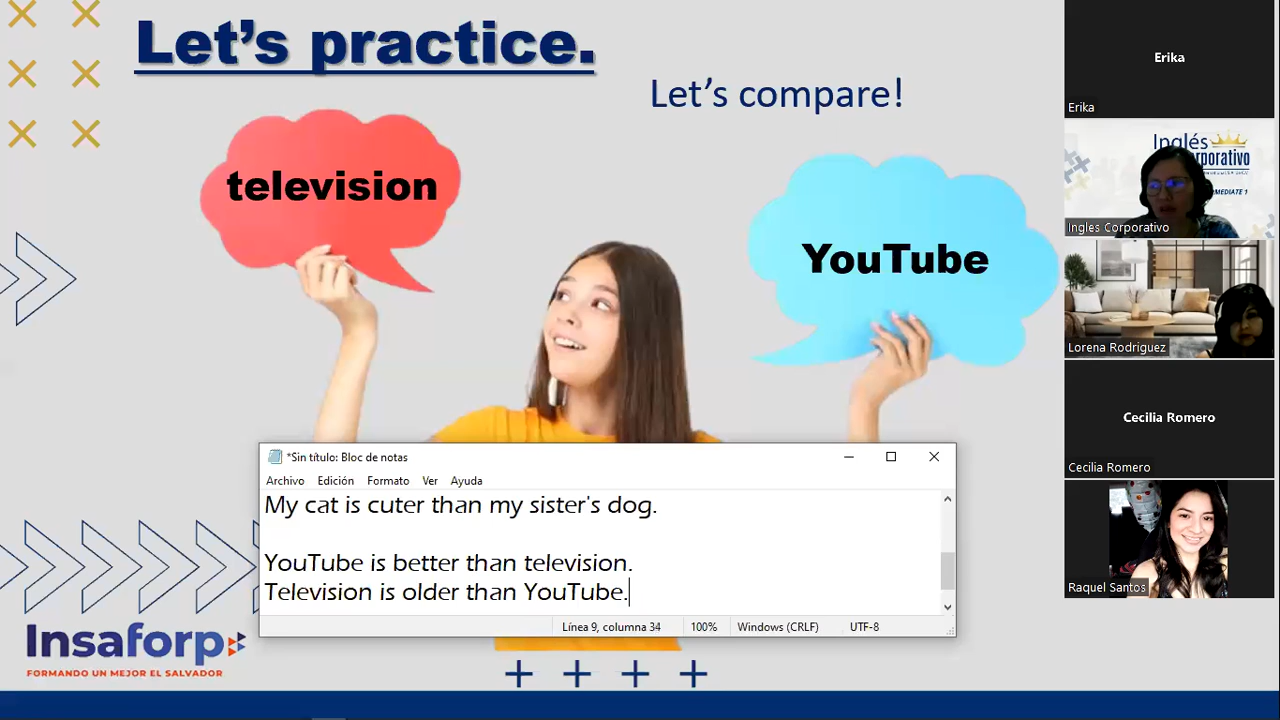 Let's practice.
Let's compare!
television
YouTube
*Sin título: Bloc de notas
Archivo Edición Formato Ver Ayuda
My cat is cuter than my sister's dog.
YouTube is better than television.
Television is older than YouTube.
Línea 9, columna 34 100% Windows (CRLF) UTF-8
Insaforp
FORMANDO UN MEJOR EL SALVADOR
Erika
Erika
Inglés
orporativo
ERMEDIATE 1
Ingles Corporativo
Lorena Rodriguez
Cecilia Romero
Cecilia Romero
Raquel Santos